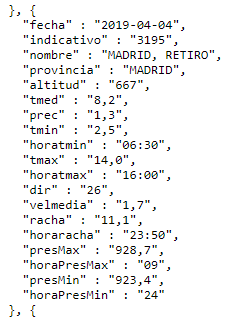 }, {
"fecha" : "2019-04-04",
"indicativo" : "3195",
"nombre" : "MADRID, RETIRO",
"provincia" : "MADRID",
"altitud" : "667",
"tmed" : "8,2",
"prec" : "1,3",
"tmin" : "2,5",
"horatmin" : "06:30",
"tmax" : "14,0",
"horatmax" : "16:00",
"dir" : "26",
"velmedia" : "1,7",
"racha" : "11,1",
"horaracha" : "23:50",
"presMax" : "928,7",
"horaPresMax" : "09",
"presMin" : "923,4",
"horaPresMin" : "24"
}, {